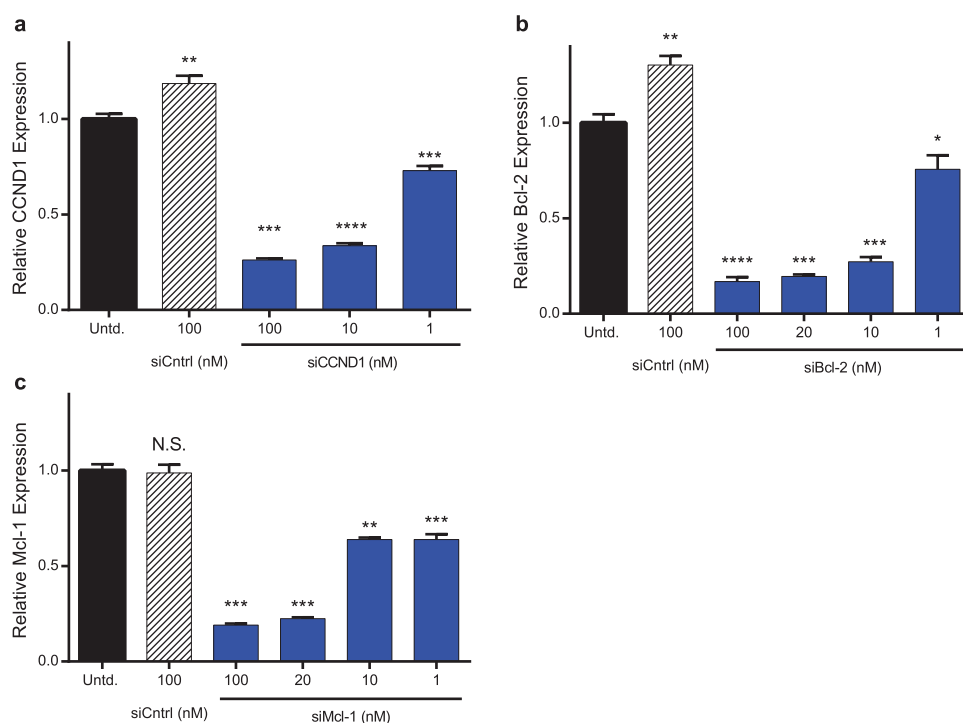 a
Relative CCND1 Expression
1.0
0.5
0.0
**
***
****
***
Untd.
100
100
10
1
siCntrl (nM)
siCCND1 (nM)
b
Relative Bcl-2 Expression
1.0
0.5
0.0
**
****
***
***
*
Untd.
100
100
20
10
1
siCntrl (nM)
siBcl-2 (nM)
c
Relative Mcl-1 Expression
1.0
0.5
0.0
N.S.
***
***
**
***
Untd.
100
100
20
10
1
siCntrl (nM)
siMcl-1 (nM)